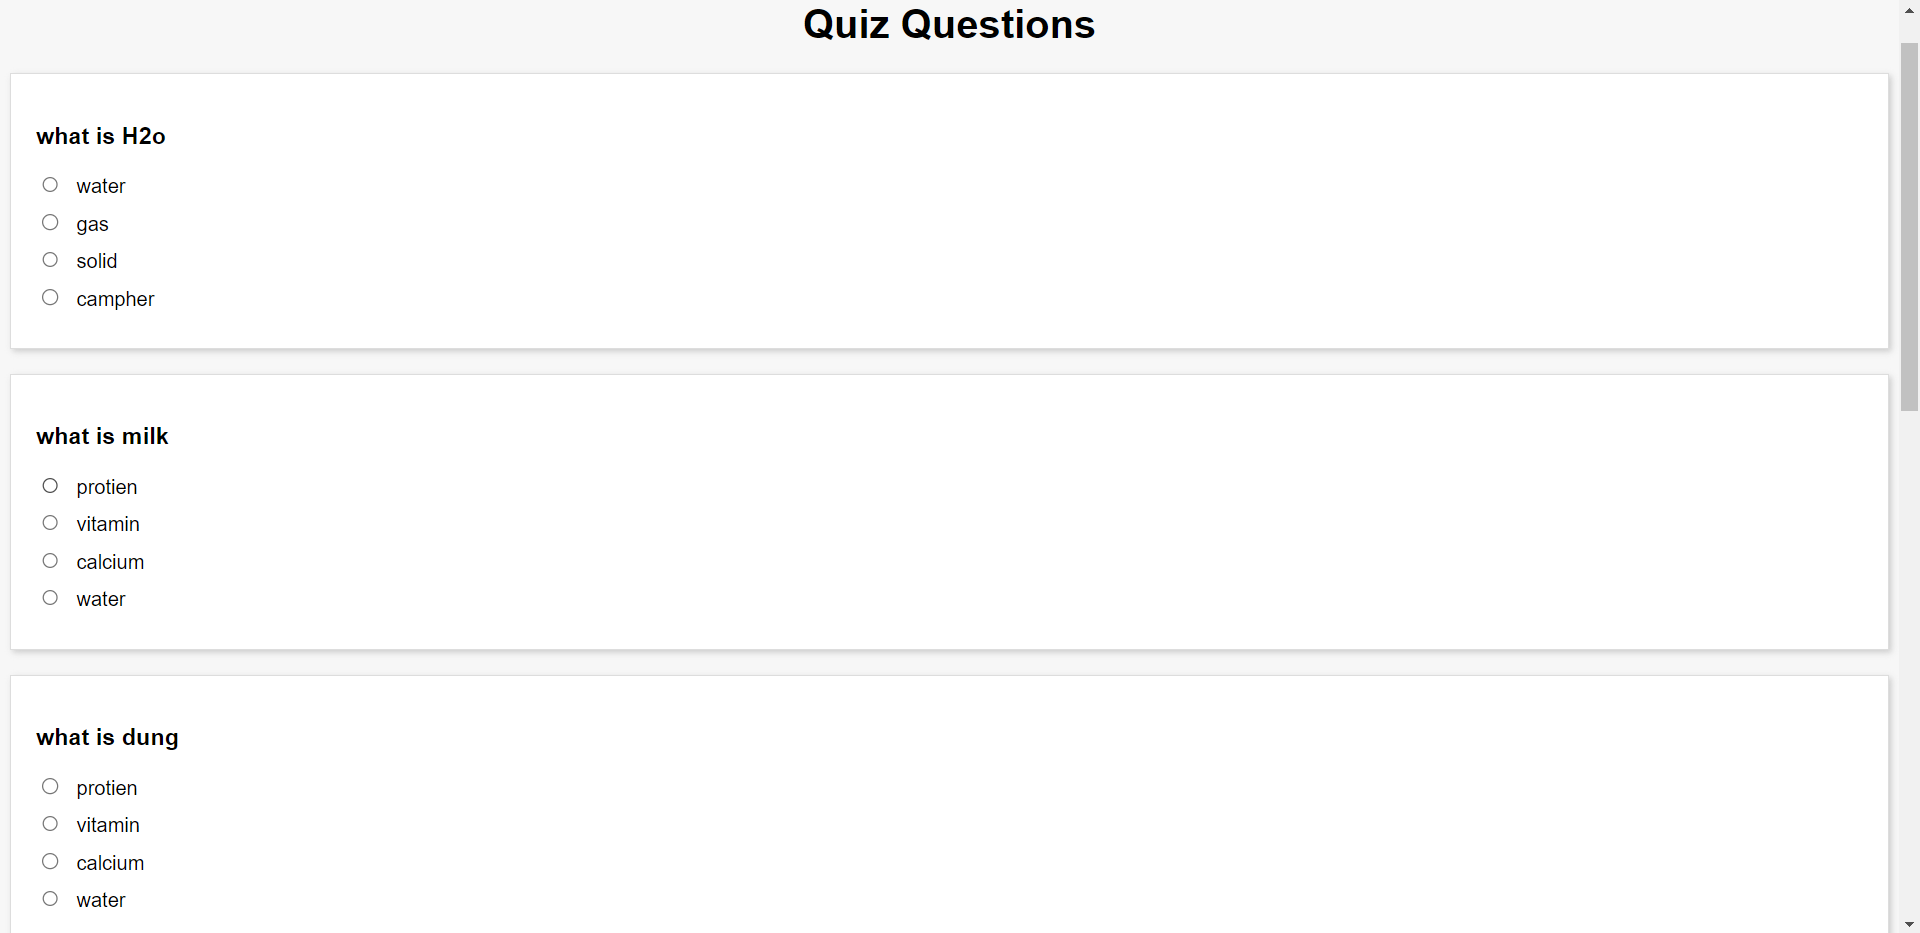 Quiz Questions
what is H2o
water
gas
solid
campher
what is milk
protien
vitamin
calcium
water
what is dung
protien
vitamin
calcium
water